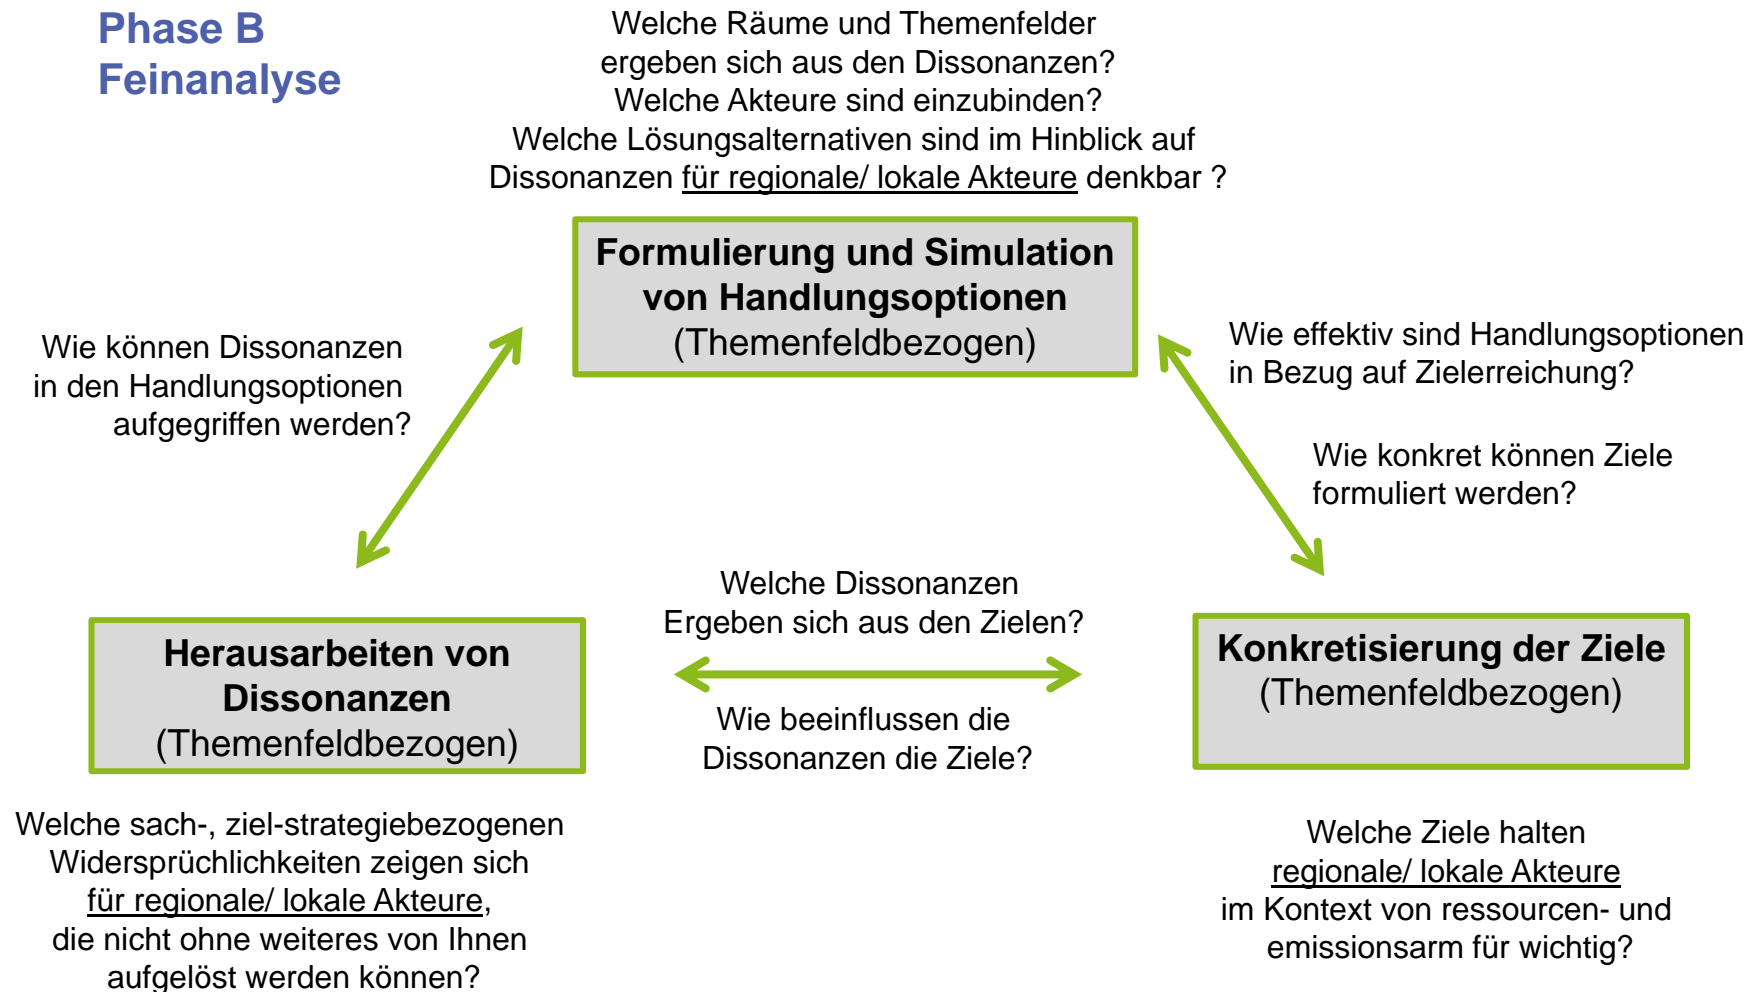 Phase B
Feinanalyse
Welche Räume und Themenfelder
ergeben sich aus den Dissonanzen?
Welche Akteure sind einzubinden?
Welche Lösungsalternativen sind im Hinblick auf
Dissonanzen für regionale/ lokale Akteure denkbar ?
Formulierung und Simulation
von Handlungsoptionen
(Themenfeldbezogen)
Wie können Dissonanzen
in den Handlungsoptionen
aufgegriffen werden?
Wie effektiv sind Handlungsoptionen
in Bezug auf Zielerreichung?
Wie konkret können Ziele
formuliert werden?
Welche Dissonanzen
Ergeben sich aus den Zielen?
Wie beeinflussen die
Dissonanzen die Ziele?
Herausarbeiten von
Dissonanzen
(Themenfeldbezogen)
Konkretisierung der Ziele
(Themenfeldbezogen)
Welche sach-, ziel-strategiebezogenen
Widersprüchlichkeiten zeigen sich
für regionale/ lokale Akteure,
die nicht ohne weiteres von Ihnen
aufgelöst werden können?
Welche Ziele halten
regionale/ lokale Akteure
im Kontext von ressourcen- und
emissionsarm für wichtig?